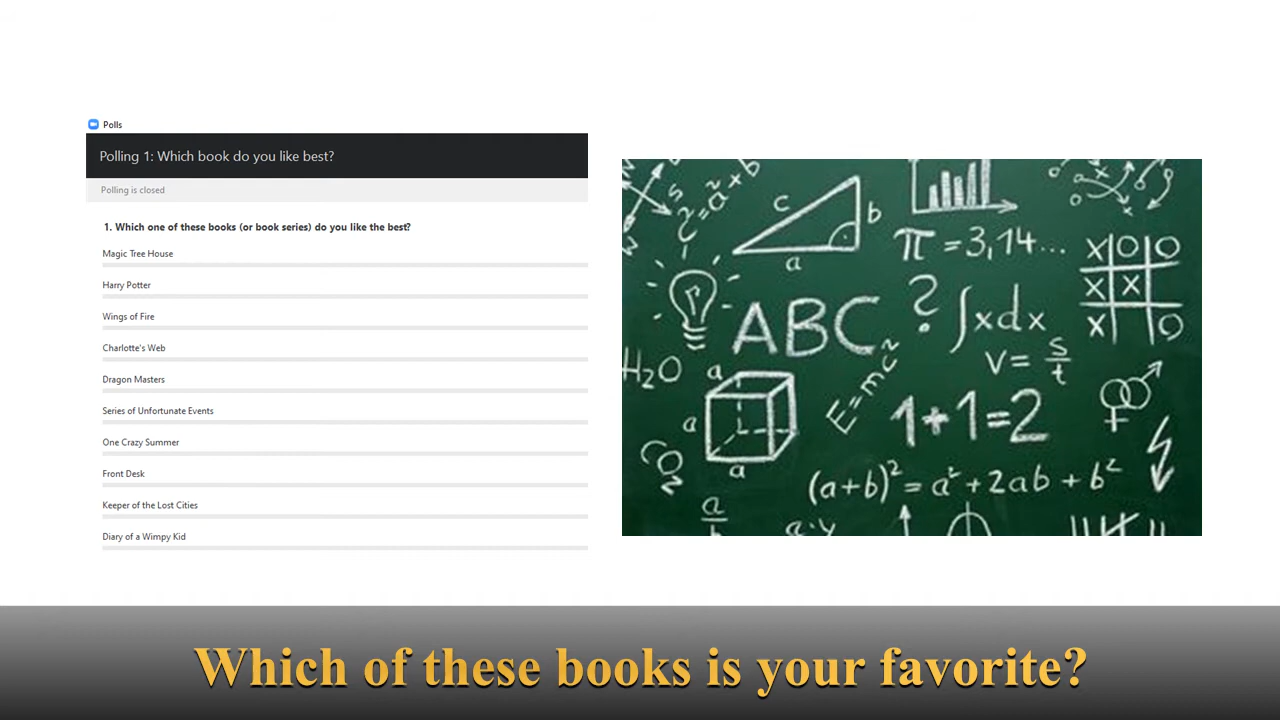 Polls
Polling 1: Which book do you like best?
Polling is closed
1. Which one of these books (or book series) do you like the best?
Magic Tree House
Harry Potter
Wings of Fire
Charlotte's Web
Dragon Masters
Series of Unfortunate Events
One Crazy Summer
Front Desk
Keeper of the Lost Cities
Diary of a Wimpy Kid
c
b
a
π = 3,14...
X O O
X X
X O
ABC
? ∫xdx
v = s/t
H₂O
a
a
a
E=mc²
1+1=2
CO₂
(a+b)² = a² + 2ab + b²
a
Which of these books is your favorite?